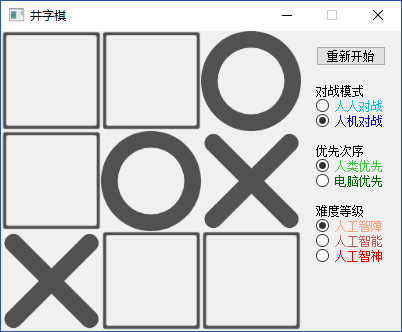 井字棋
重新开始
对战模式
人人对战
人机对战
优先次序
人类优先
电脑优先
难度等级
人工智障
人工智能
人工智神